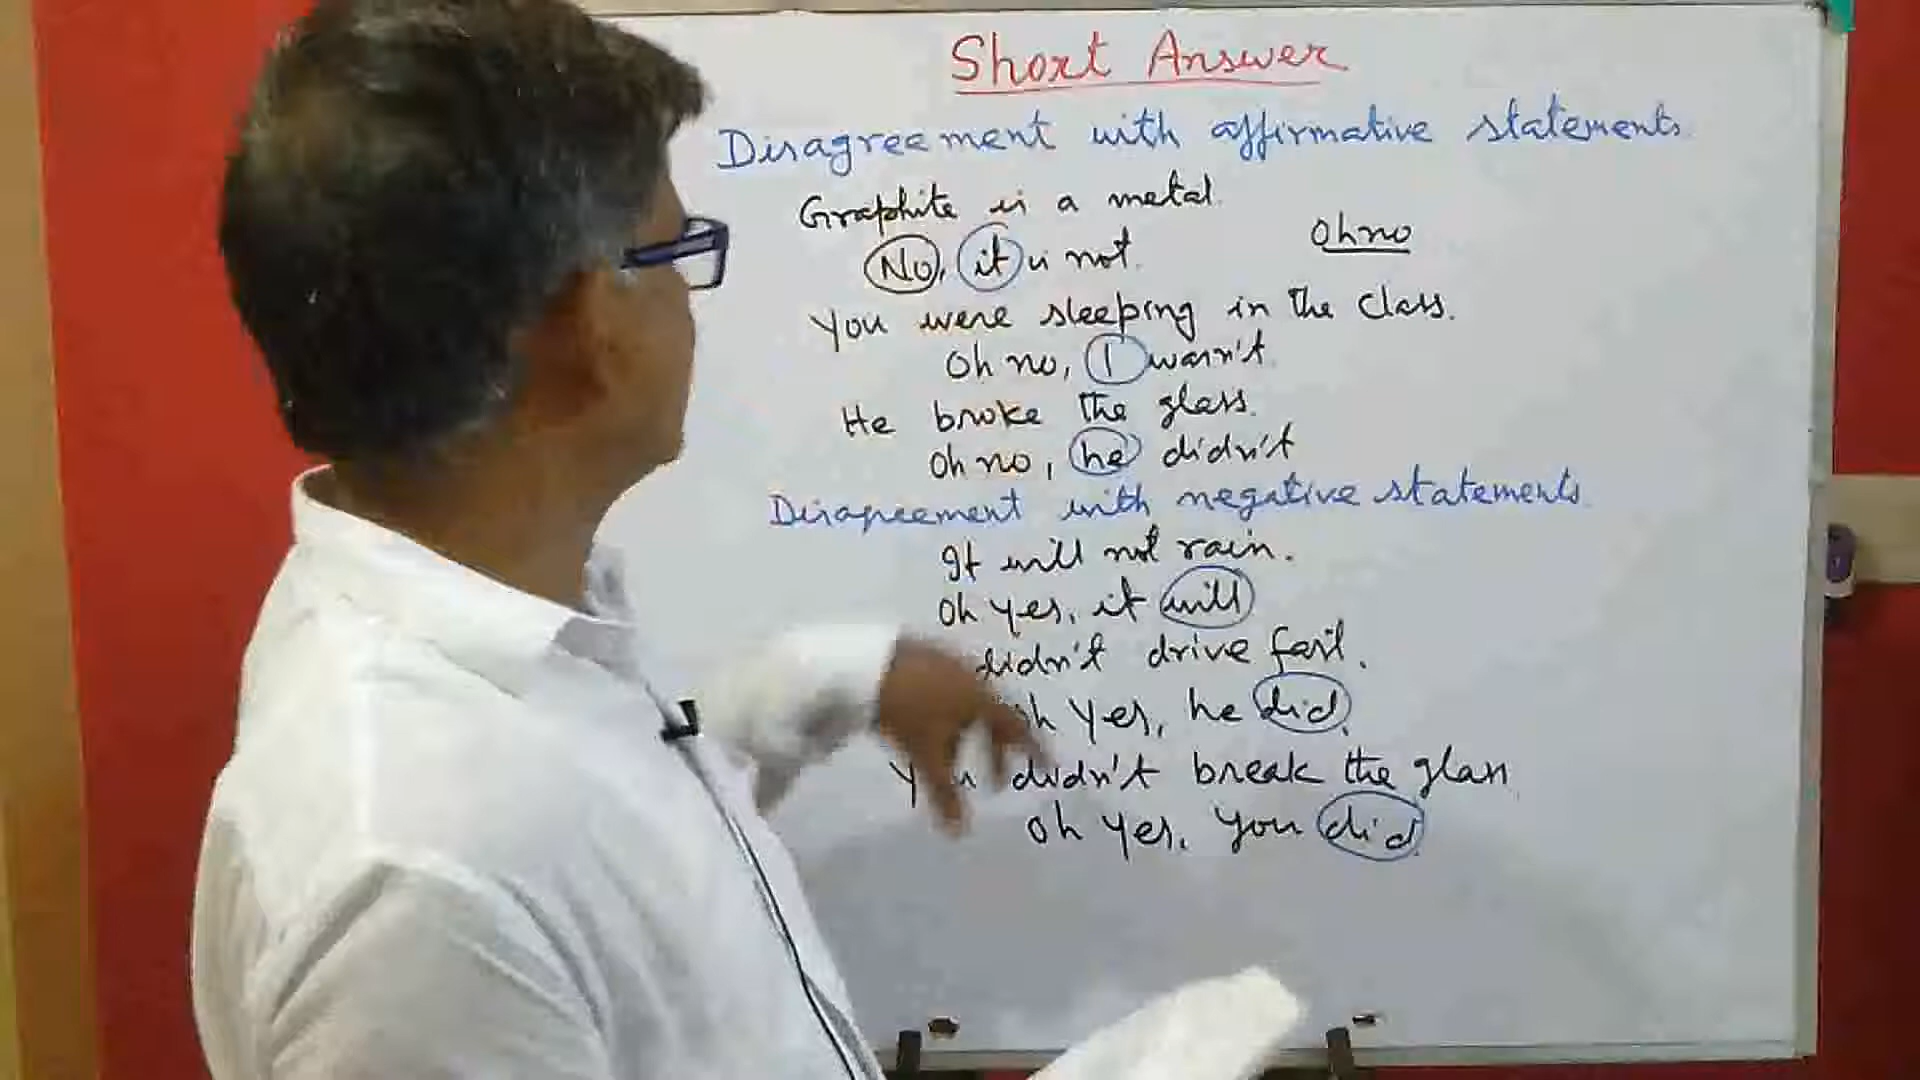 Short Answer
Disagreement with affirmative statements
Graphite is a metal.
No, it is not.
Oh no
You were sleeping in the class.
Oh no, I wasn't.
He broke the glass.
Oh no, he didn't
Disagreement with negative statements.
It will not rain.
Oh yes, it will
didn't drive fast.
Oh yes, he did.
You didn't break the glass
Oh yes, you did.